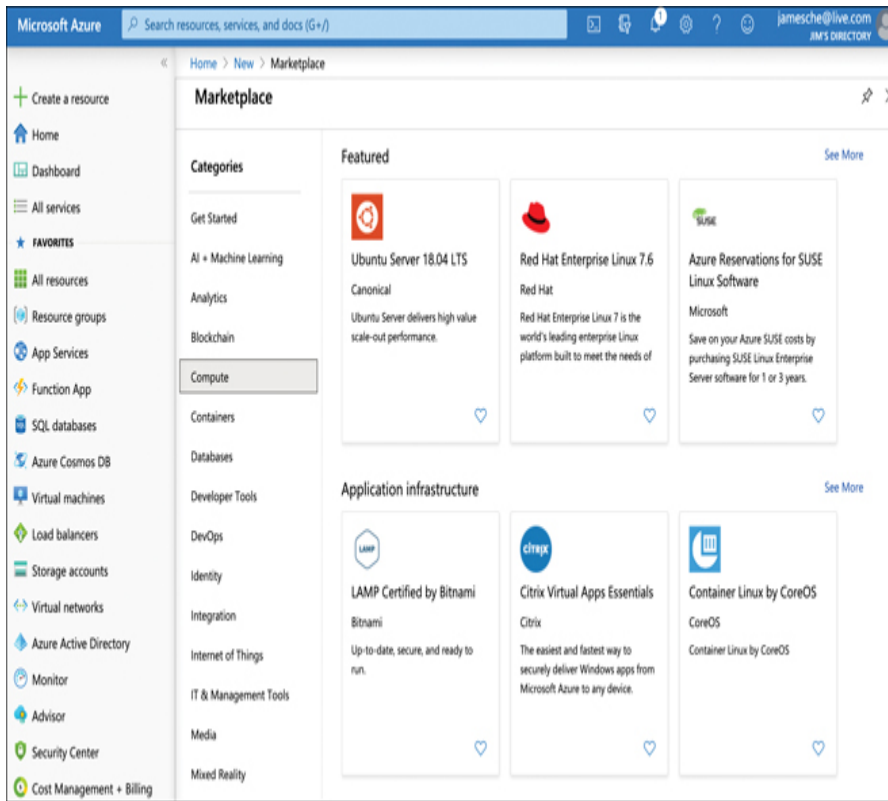 Microsoft Azure
Search resources, services, and docs (G+/)
1
jamesche@live.com
JIM'S DIRECTORY
«
Create a resource
Home
Dashboard
All services
FAVORITES
All resources
Resource groups
App Services
Function App
SQL databases
Azure Cosmos DB
Virtual machines
Load balancers
Storage accounts
Virtual networks
Azure Active Directory
Monitor
Advisor
Security Center
Cost Management + Billing
Home > New > Marketplace
Marketplace
Categories
Get Started
AI + Machine Learning
Analytics
Blockchain
Compute
Containers
Databases
Developer Tools
DevOps
Identity
Integration
Internet of Things
IT & Management Tools
Media
Mixed Reality
Featured
See More
Ubuntu Server 18.04 LTS
Canonical
Ubuntu Server delivers high value
scale-out performance.
Red Hat Enterprise Linux 7.6
Red Hat
Red Hat Enterprise Linux 7 is the
world's leading enterprise Linux
platform built to meet the needs of
SUSE
Azure Reservations for SUSE
Linux Software
Microsoft
Save on your Azure SUSE costs by
purchasing SUSE Linux Enterprise
Server software for 1 or 3 years.
Application infrastructure
See More
LAMP
LAMP Certified by Bitnami
Bitnami
Up-to-date, secure, and ready to
run.
citrix
Citrix Virtual Apps Essentials
Citrix
The easiest and fastest way to
securely deliver Windows apps from
Microsoft Azure to any device.
Container Linux by CoreOS
CoreOS
Container Linux by CoreOS